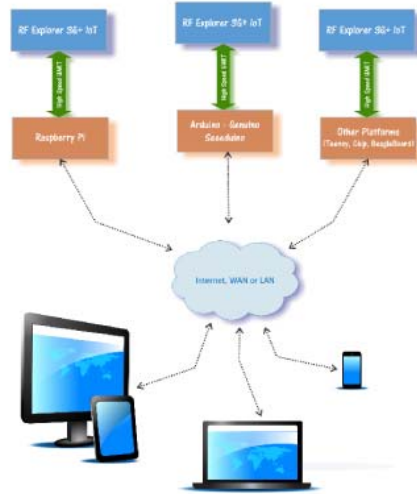 RF Explorer 3G+ IoT
RF Explorer 3G+ IoT
RF Explorer 3G+ IoT
High Speed UART
High Speed UART
High Speed UART
Raspberry Pi
Arduino - Genuino
Seeeduino
Other Platforms
(Teensy, Chip, BeagleBoard)
Internet, WAN or LAN